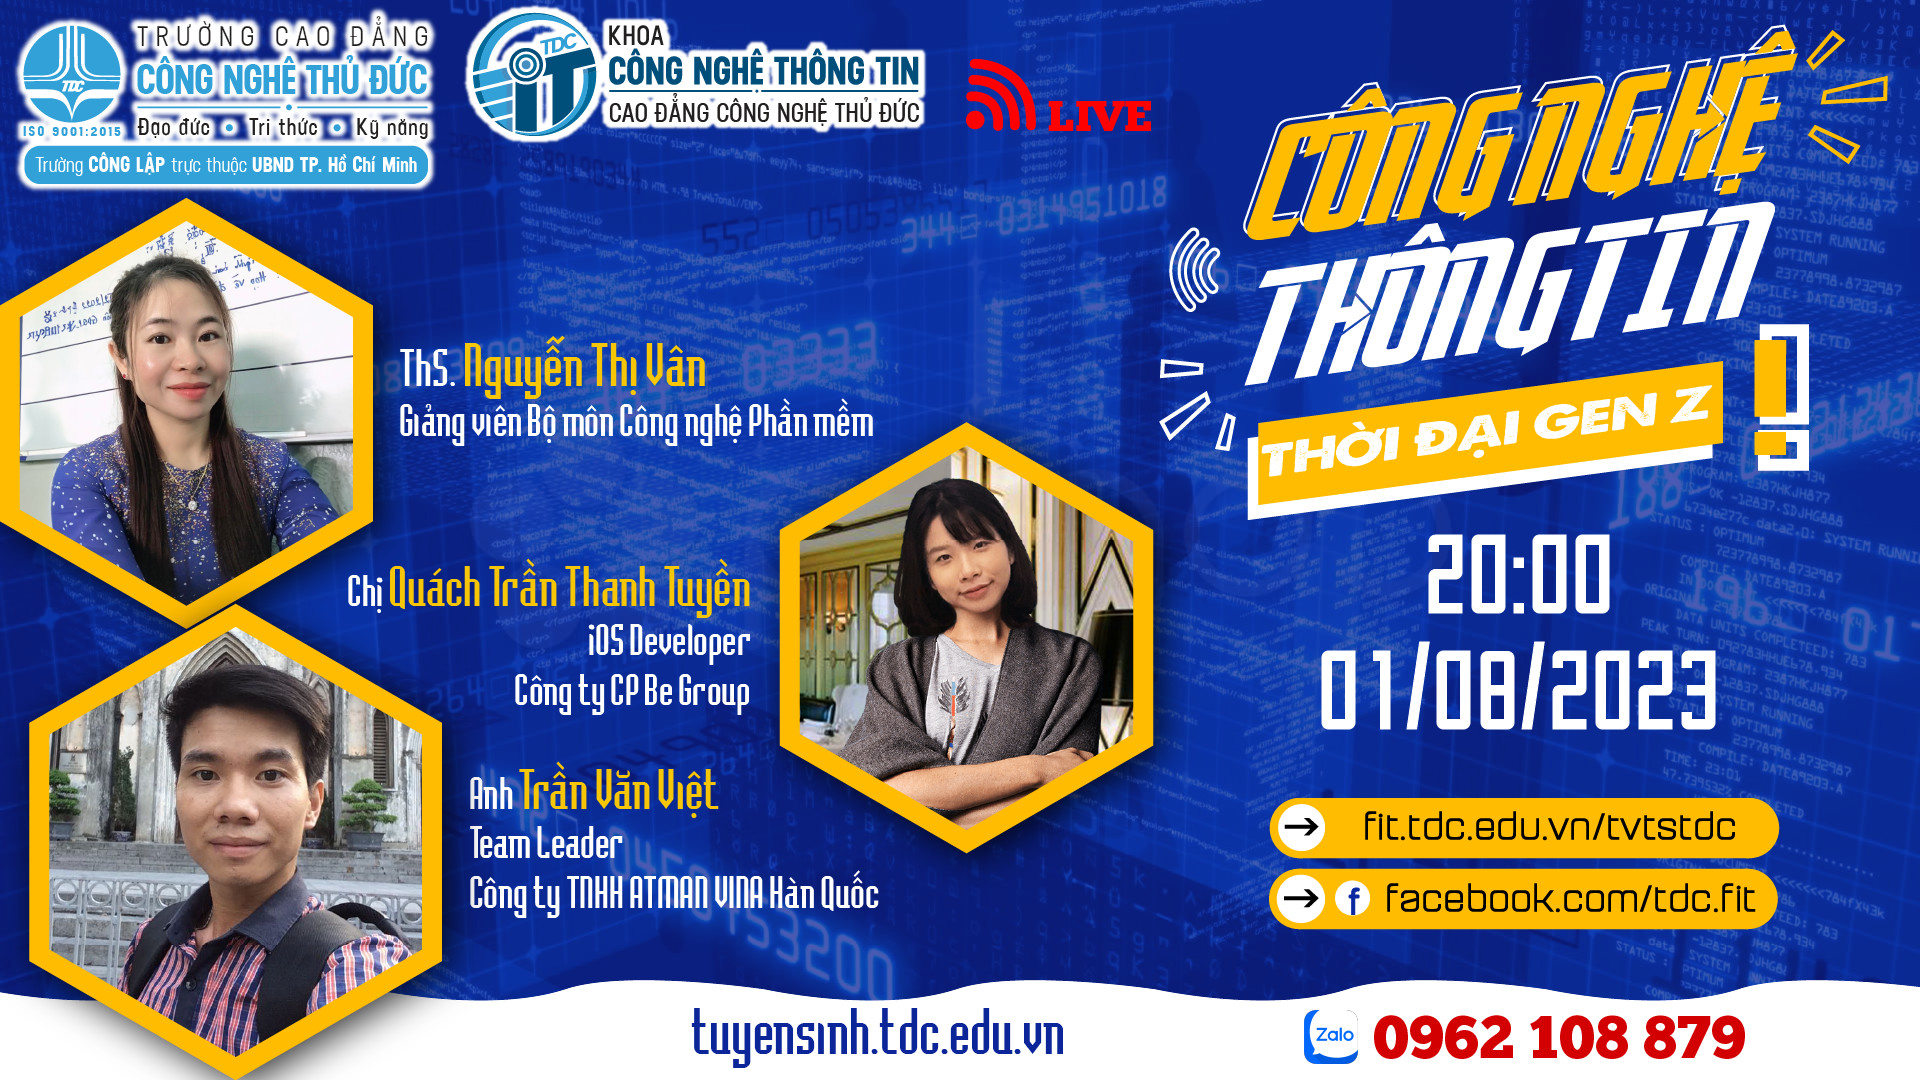 TRƯỜNG CAO ĐẲNG
CÔNG NGHỆ THỦ ĐỨC
TDC
ISO 9001:2015
Đạo đức • Tri thức • Kỹ năng
Trường CÔNG LẬP trực thuộc UBND TP. Hồ Chí Minh
TDC
iT
KHOA
CÔNG NGHỆ THÔNG TIN
CAO ĐẲNG CÔNG NGHỆ THỦ ĐỨC
LIVE
CÔNG NGHỆ
THÔNG TIN
THỜI ĐẠI GEN Z
!
20:00
01/08/2023
ThS. Nguyễn Thị Vân
Giảng viên Bộ môn Công nghệ Phần mềm
Chị Quách Trần Thanh Tuyền
iOS Developer
Công ty CP Be Group
Anh Trần Văn Việt
Team Leader
Công ty TNHH ATMAN VINA Hàn Quốc
fit.tdc.edu.vn/tvtstdc
facebook.com/tdc.fit
tuyensinh.tdc.edu.vn
Zalo 0962 108 879